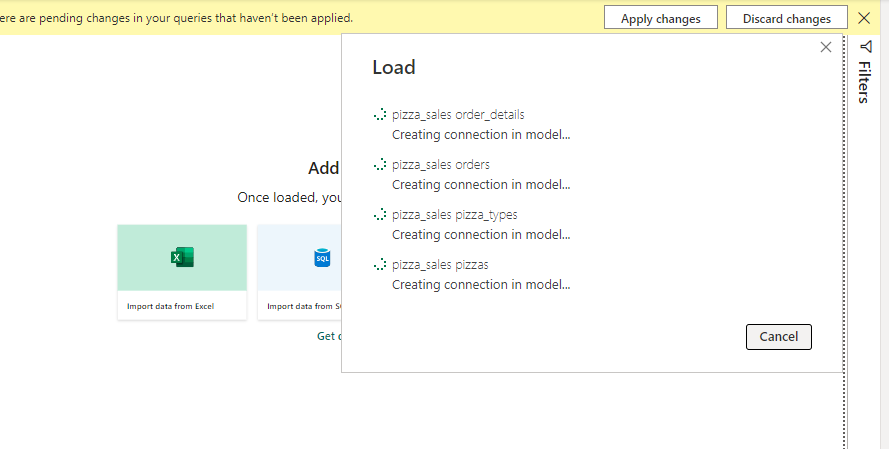 ere are pending changes in your queries that haven't been applied.
Apply changes
Discard changes
Load
pizza_sales order_details
Creating connection in model...
pizza_sales orders
Creating connection in model...
pizza_sales pizza_types
Creating connection in model...
pizza_sales pizzas
Creating connection in model...
Cancel
Filters
Add
Once loaded, you
X
SQL
Import data from Excel
Import data from S
Get